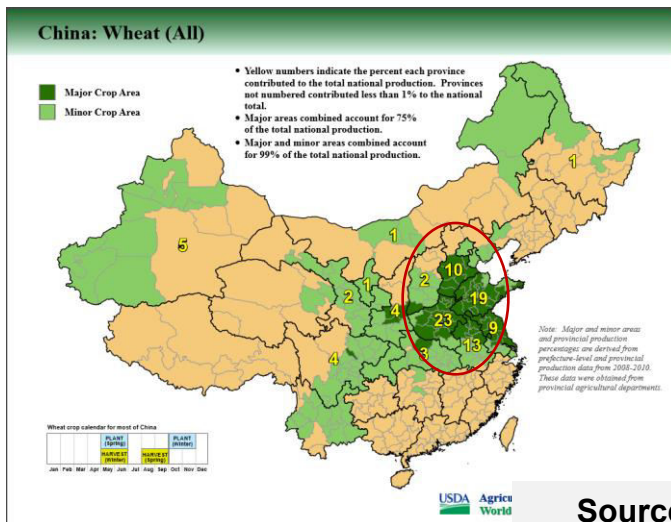 China: Wheat (All)
Major Crop Area
Minor Crop Area
• Yellow numbers indicate the percent each province
contributed to the total national production. Provinces
not numbered contributed less than 1% to the national
total.
• Major areas combined account for 75%
of the total national production.
• Major and minor areas combined account
for 99% of the total national production.
1
1
5
2
10
1
2
19
4
23
9
13
3
4
Note: Major and minor areas
and provincial production
percentages are derived from
prefecture-level and provincial
production data from 2008-2010.
These data were obtained from
provincial agricultural departments.
Wheat crop calendar for most of China
PLANT (Spring) PLANT (Winter)
HARVEST (Winter) HARVEST (Spring)
Jan Feb Mar Apr May Jun Jul Aug Sep Oct Nov Dec
USDA Agricu
World
Source